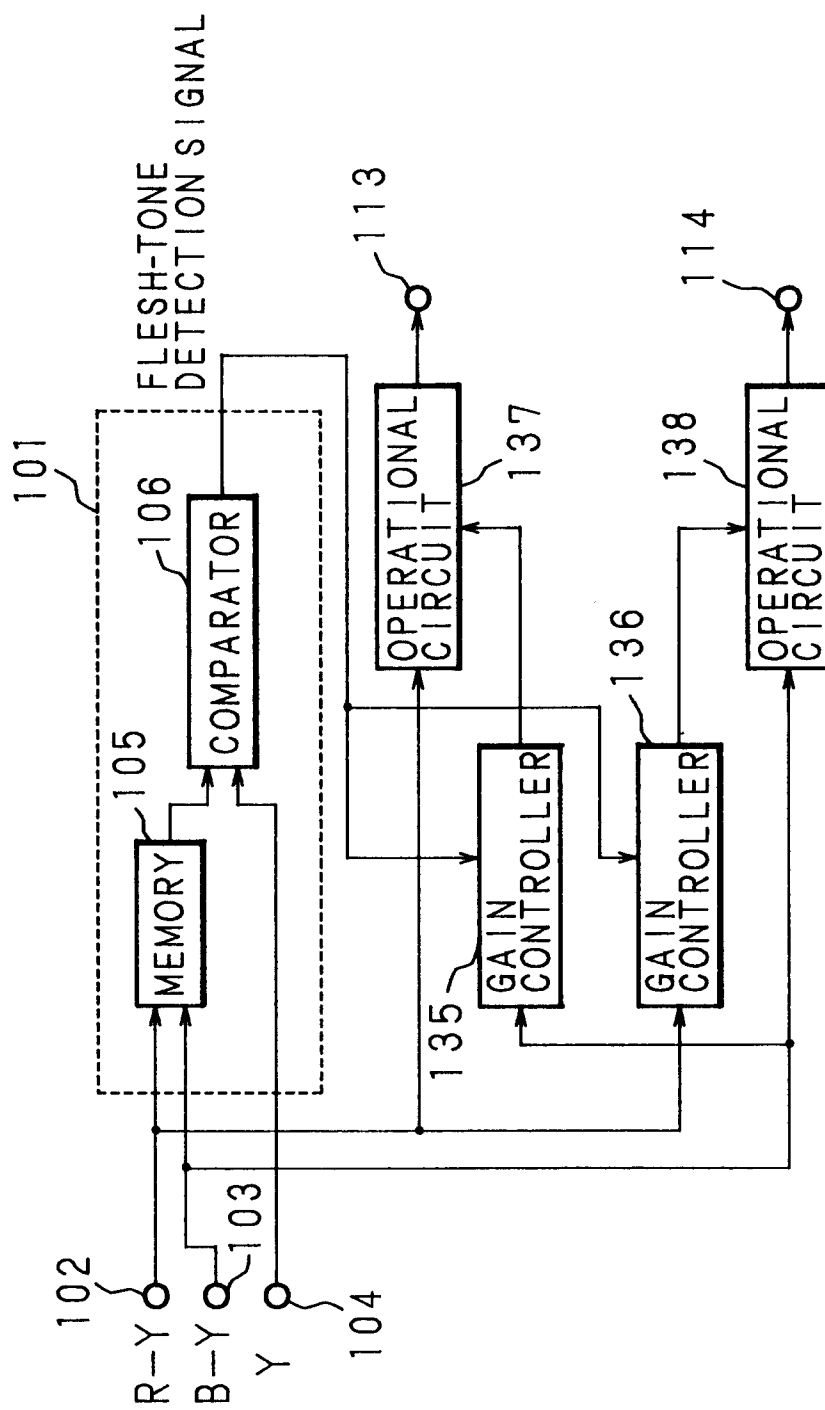 101
FLESH-TONE
DETECTION SIGNAL
105
106
MEMORY
COMPARATOR
R-Y
102
B-Y
103
Y
104
OPERATIONAL
CIRCUIT
137
113
135
GAIN
CONTROLLER
136
GAIN
CONTROLLER
OPERATIONAL
CIRCUIT
138
114